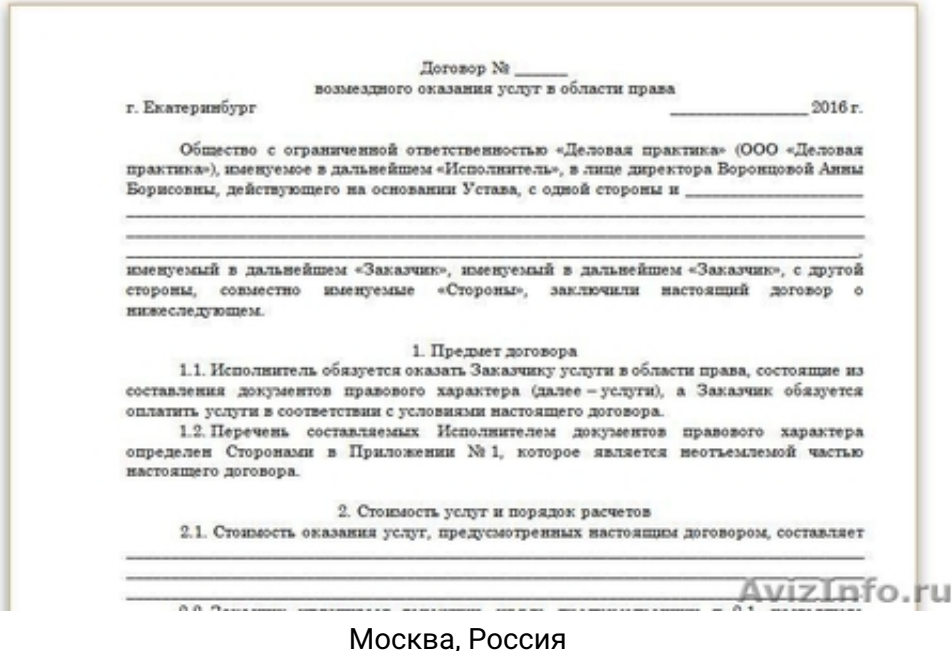 Договор № ______
возмездного оказания услуг в области права
г. Екатеринбург ________________ 2016 г.
Общество с ограниченной ответственностью «Деловая практика» (ООО «Деловая
практика»), именуемое в дальнейшем «Исполнитель», в лице директора Воронцовой Анны
Борисовны, действующего на основании Устава, с одной стороны и ____________________
именуемый в дальнейшем «Заказчик», именуемый в дальнейшем «Заказчик», с другой
стороны, совместно именуемые «Стороны», заключили настоящий договор о
нижеследующем.
1. Предмет договора
1.1. Исполнитель обязуется оказать Заказчику услуги в области права, состоящие из
составления документов правового характера (далее – услуги), а Заказчик обязуется
оплатить услуги в соответствии с условиями настоящего договора.
1.2. Перечень составляемых Исполнителем документов правового характера
определен Сторонами в Приложении № 1, которое является неотъемлемой частью
настоящего договора.
2. Стоимость услуг и порядок расчетов
2.1. Стоимость оказания услуг, предусмотренных настоящим договором, составляет
AvizInfo.ru
Москва, Россия